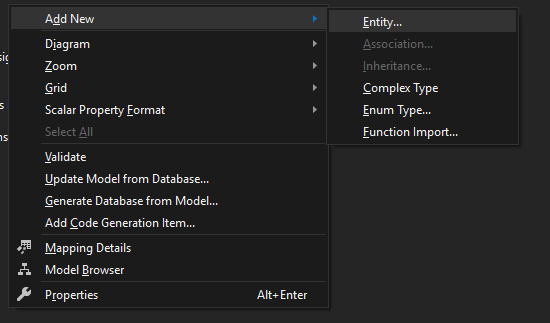 Add New
Diagram
Zoom
Grid
Scalar Property Format
Select All
Validate
Update Model from Database...
Generate Database from Model...
Add Code Generation Item...
Mapping Details
Model Browser
Properties Alt+Enter
Entity...
Association...
Inheritance...
Complex Type
Enum Type...
Function Import...